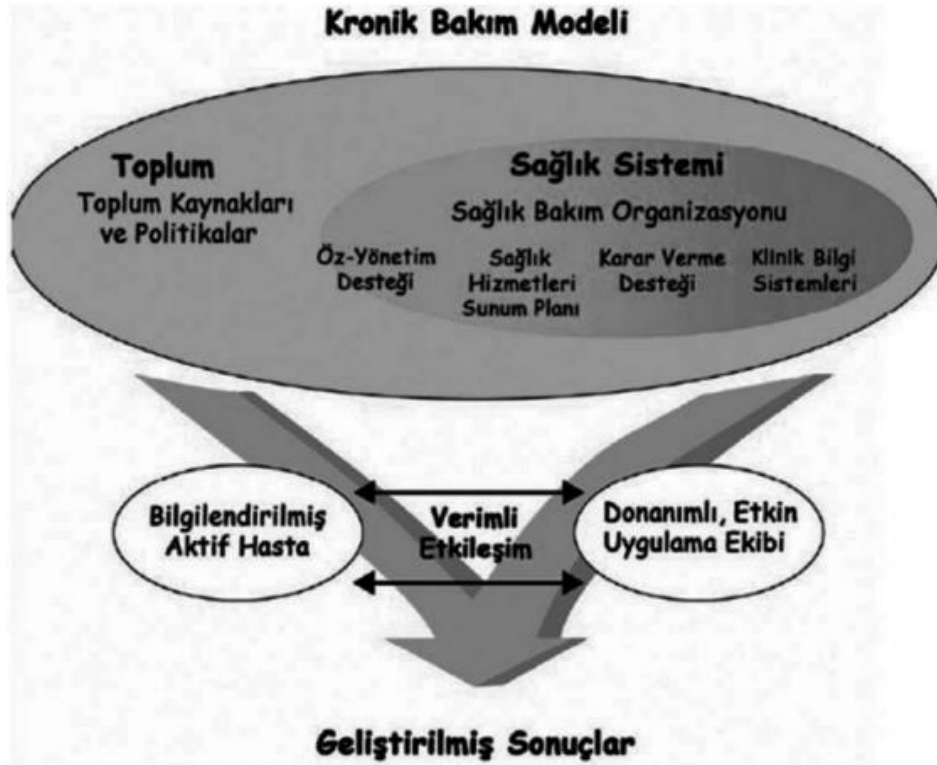 Kronik Bakım Modeli
Toplum
Toplum Kaynakları
ve Politikalar
Sağlık Sistemi
Sağlık Bakım Organizasyonu
Öz-Yönetim
Desteği
Sağlık
Hizmetleri
Sunum Planı
Karar Verme
Desteği
Klinik Bilgi
Sistemleri
Bilgilendirilmiş
Aktif Hasta
Verimli
Etkileşim
Donanımlı, Etkin
Uygulama Ekibi
Geliştirilmiş Sonuçlar